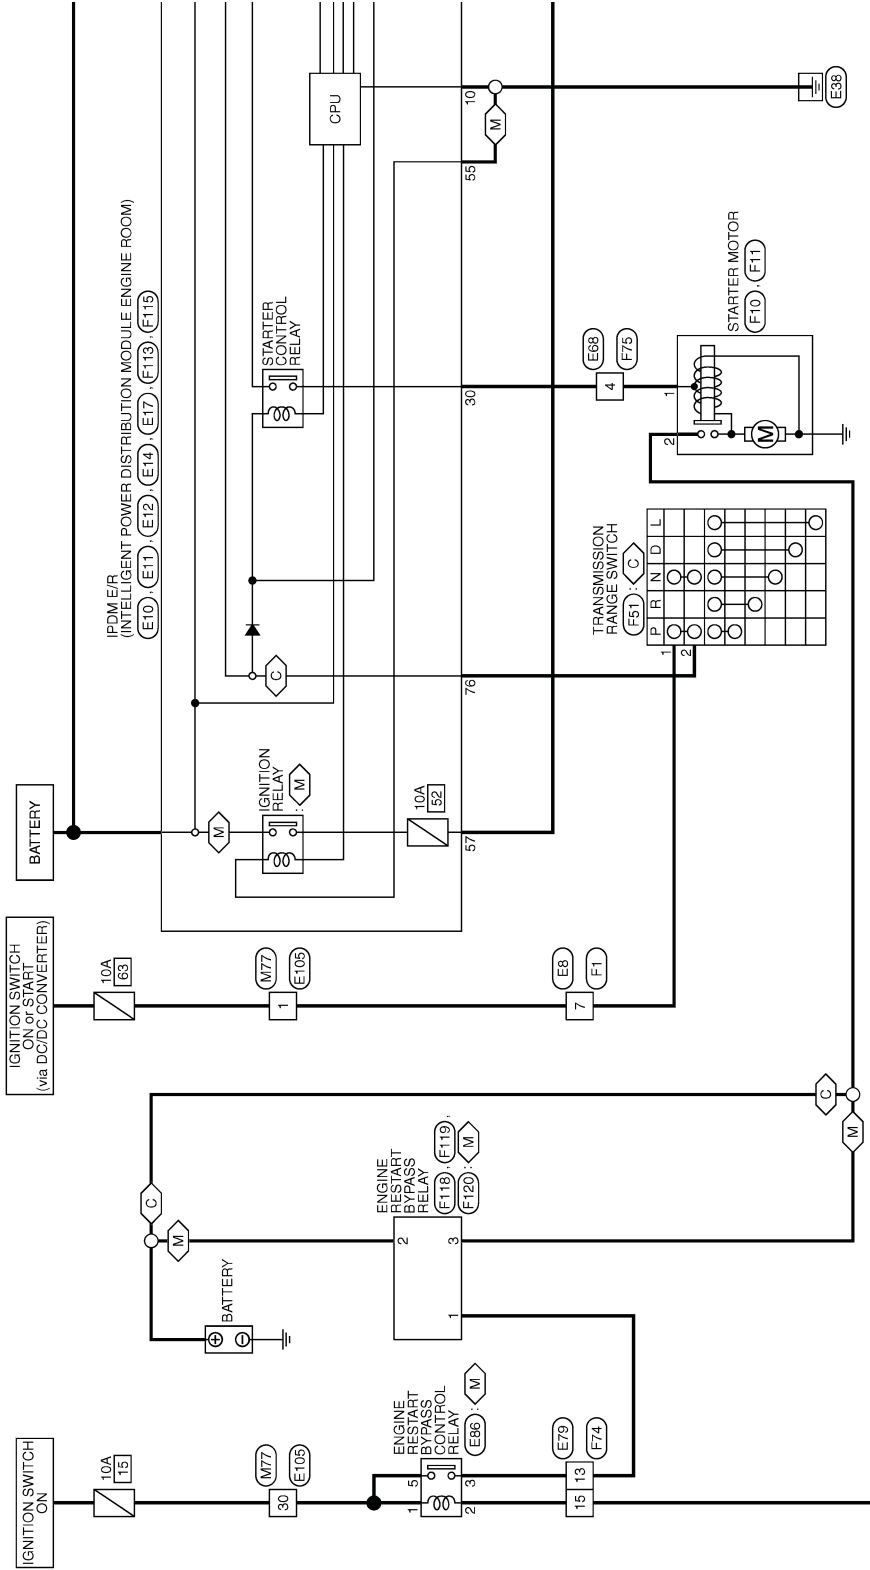 BATTERY
IPDM E/R
(INTELLIGENT POWER DISTRIBUTION MODULE ENGINE ROOM)
E10 , E11 , E12 , E14 , E17 , F113 , F115
CPU
10
M
55
E38
STARTER
CONTROL
RELAY
30
E68
F75
4
STARTER MOTOR
F10 , F11
1
2
M
C
76
TRANSMISSION
RANGE SWITCH
F51 : C
P R N D L
1
2
M
IGNITION
RELAY
: M
10A
52
57
IGNITION SWITCH
ON or START
(via DC/DC CONVERTER)
10A
63
M77
E105
1
E8
F1
7
C
M
C
M
BATTERY
ENGINE
RESTART
BYPASS
RELAY
F118 , F119 ,
F120 : M
2
3
1
IGNITION SWITCH
ON
10A
15
M77
E105
30
ENGINE
RESTART
BYPASS
CONTROL
RELAY
E86 : M
5
1
3
2
E79
F74
13
15